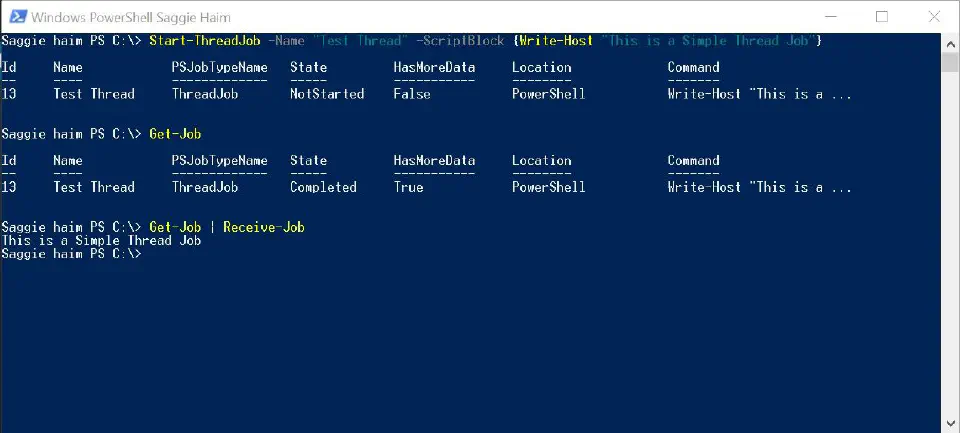 Windows PowerShell Saggie Haim
Saggie haim PS C:\> Start-ThreadJob -Name "Test Thread" -ScriptBlock {Write-Host "This is a Simple Thread Job"}
Id Name PSJobTypeName State HasMoreData Location Command
-- ---- ------------- ----- ----------- -------- -------
13 Test Thread ThreadJob NotStarted False PowerShell Write-Host "This is a ...
Saggie haim PS C:\> Get-Job
Id Name PSJobTypeName State HasMoreData Location Command
-- ---- ------------- ----- ----------- -------- -------
13 Test Thread ThreadJob Completed True PowerShell Write-Host "This is a ...
Saggie haim PS C:\> Get-Job | Receive-Job
This is a Simple Thread Job
Saggie haim PS C:\>